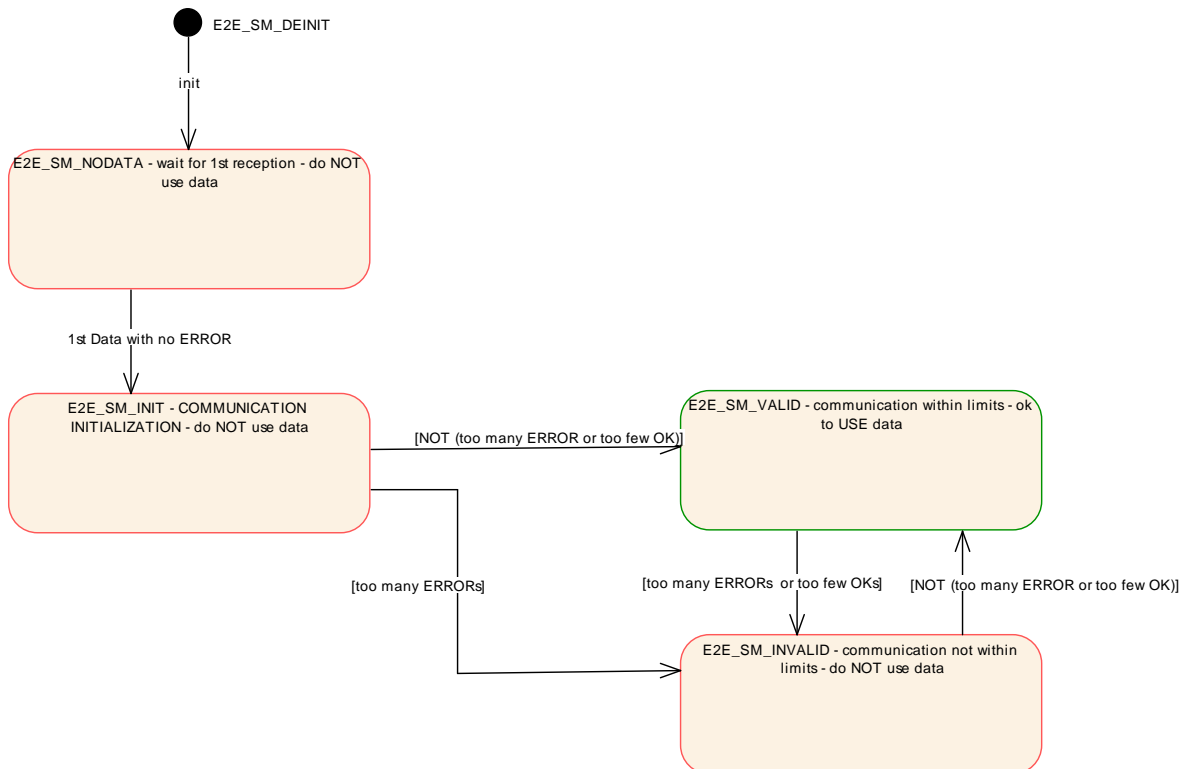 E2E_SM_DEINIT
init
E2E_SM_NODATA - wait for 1st reception - do NOT
use data
1st Data with no ERROR
E2E_SM_INIT - COMMUNICATION
INITIALIZATION - do NOT use data
[NOT (too many ERROR or too few OK)]
E2E_SM_VALID - communication within limits - ok
to USE data
[too many ERRORs]
[too many ERRORs or too few OKs]
[NOT (too many ERROR or too few OK)]
E2E_SM_INVALID - communication not within
limits - do NOT use data